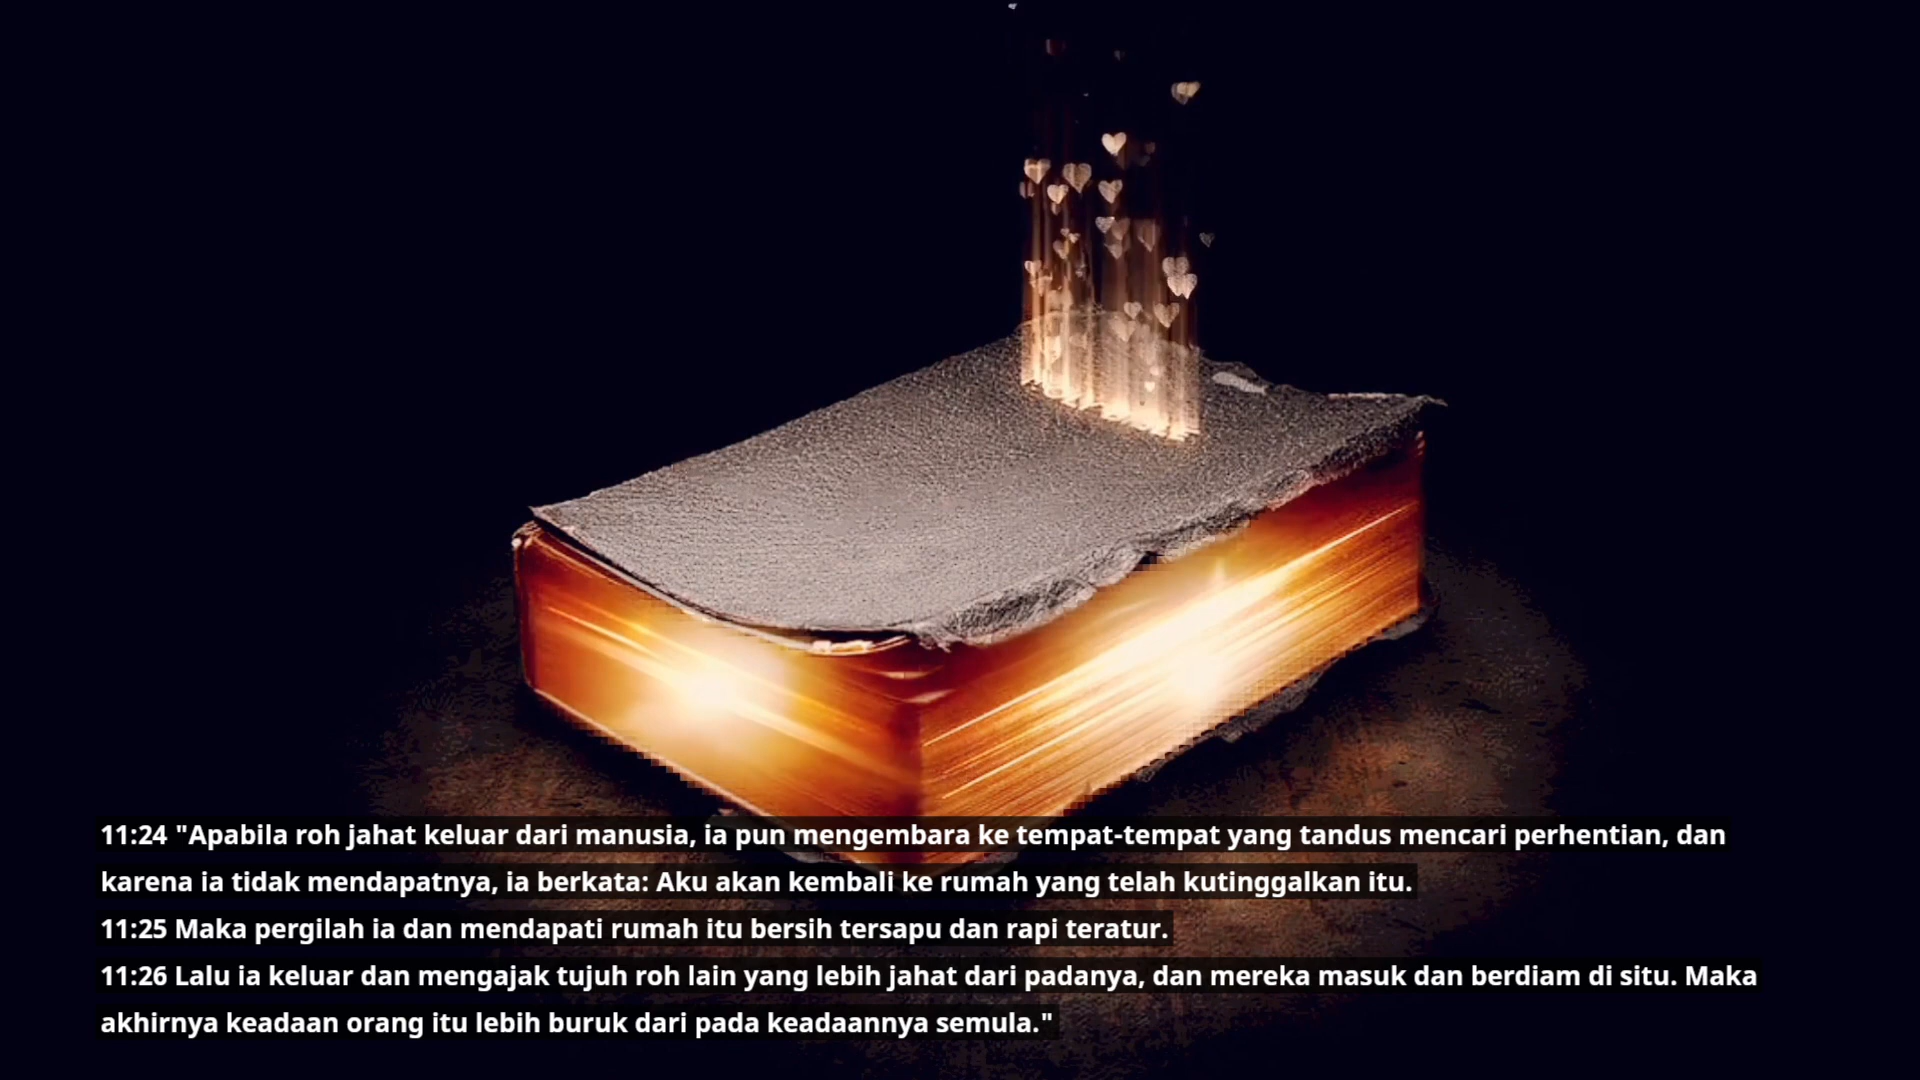 11:24 "Apabila roh jahat keluar dari manusia, ia pun mengembara ke tempat-tempat yang tandus mencari perhentian, dan
karena ia tidak mendapatnya, ia berkata: Aku akan kembali ke rumah yang telah kutinggalkan itu.
11:25 Maka pergilah ia dan mendapati rumah itu bersih tersapu dan rapi teratur.
11:26 Lalu ia keluar dan mengajak tujuh roh lain yang lebih jahat dari padanya, dan mereka masuk dan berdiam di situ. Maka
akhirnya keadaan orang itu lebih buruk dari pada keadaannya semula."